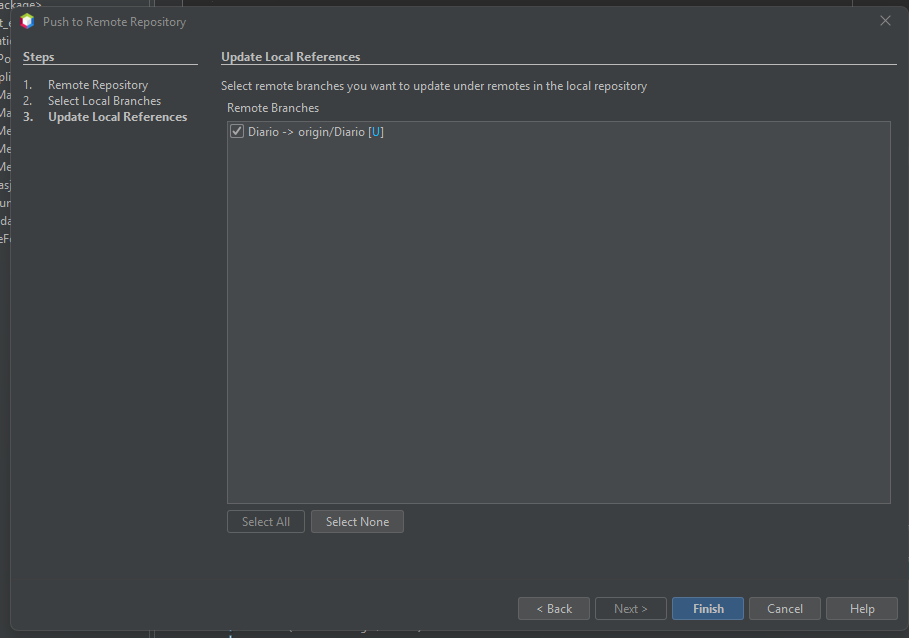 Push to Remote Repository
Steps
1. Remote Repository
2. Select Local Branches
3. Update Local References
Update Local References
Select remote branches you want to update under remotes in the local repository
Remote Branches
Diario -> origin/Diario [U]
Select All
Select None
< Back
Next >
Finish
Cancel
Help